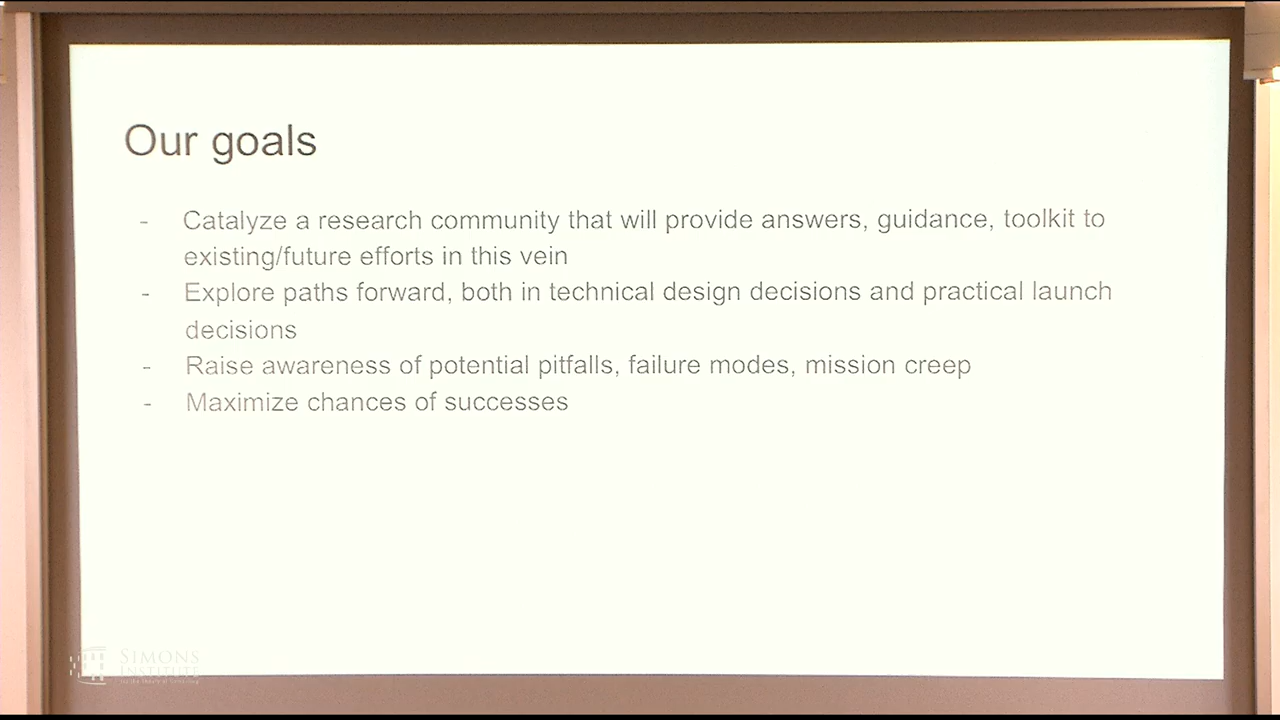 Our goals
- Catalyze a research community that will provide answers, guidance, toolkit to
existing/future efforts in this vein
- Explore paths forward, both in technical design decisions and practical launch
decisions
- Raise awareness of potential pitfalls, failure modes, mission creep
- Maximize chances of successes
SIMONS
INSTITUTE